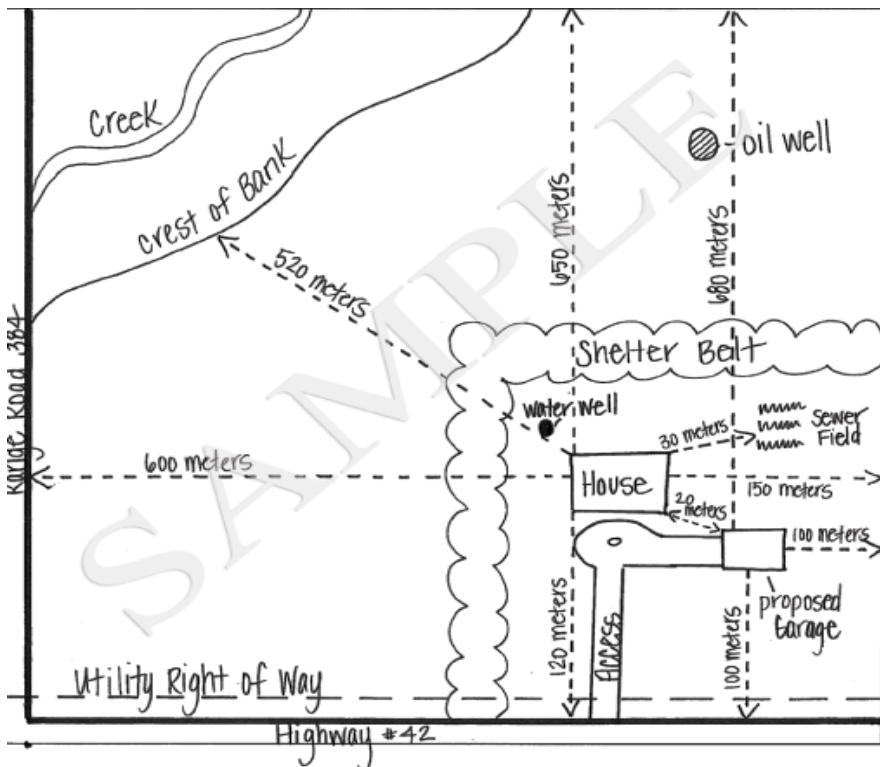 Creek
Crest of Bank
oil well
520 meters
650 meters
680 meters
Range Road 384
Shelter Belt
water well
30 meters
Sewer
Field
600 meters
House
150 meters
20
meters
100 meters
proposed
Garage
120 meters
Access
100 meters
Utility Right of Way
Highway #42
SAMPLE